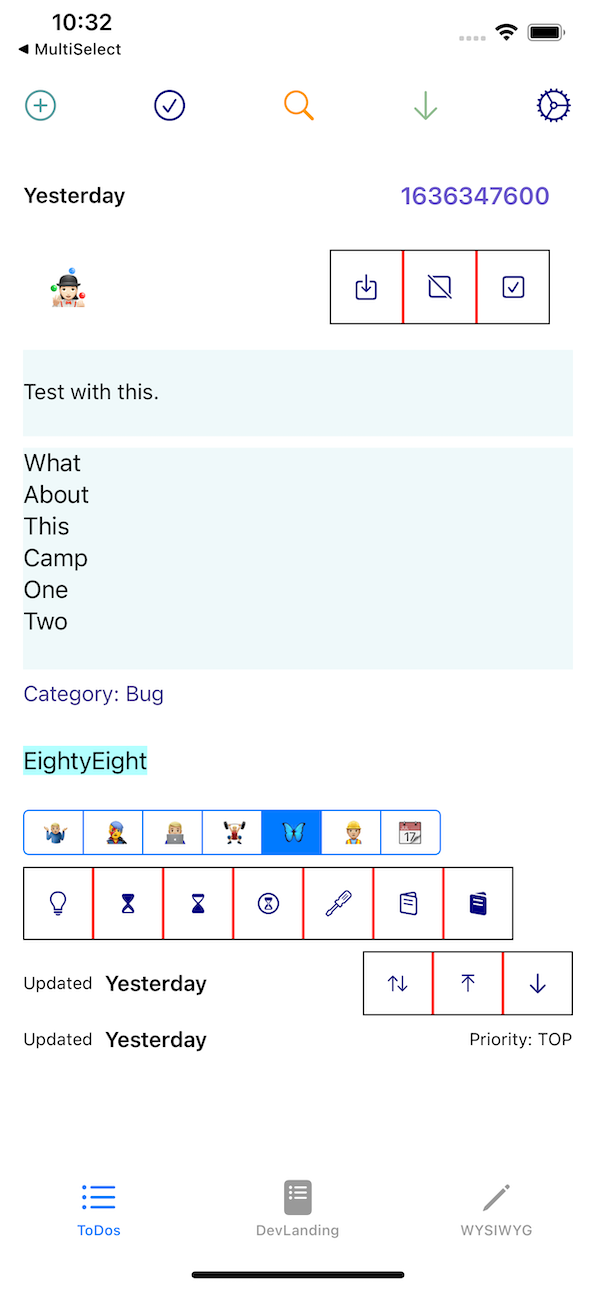 10:32
◀ MultiSelect
Yesterday 1636347600
Test with this.
What
About
This
Camp
One
Two
Category: Bug
EightyEight
17
Updated Yesterday
Updated Yesterday Priority: TOP
ToDos DevLanding WYSIWYG